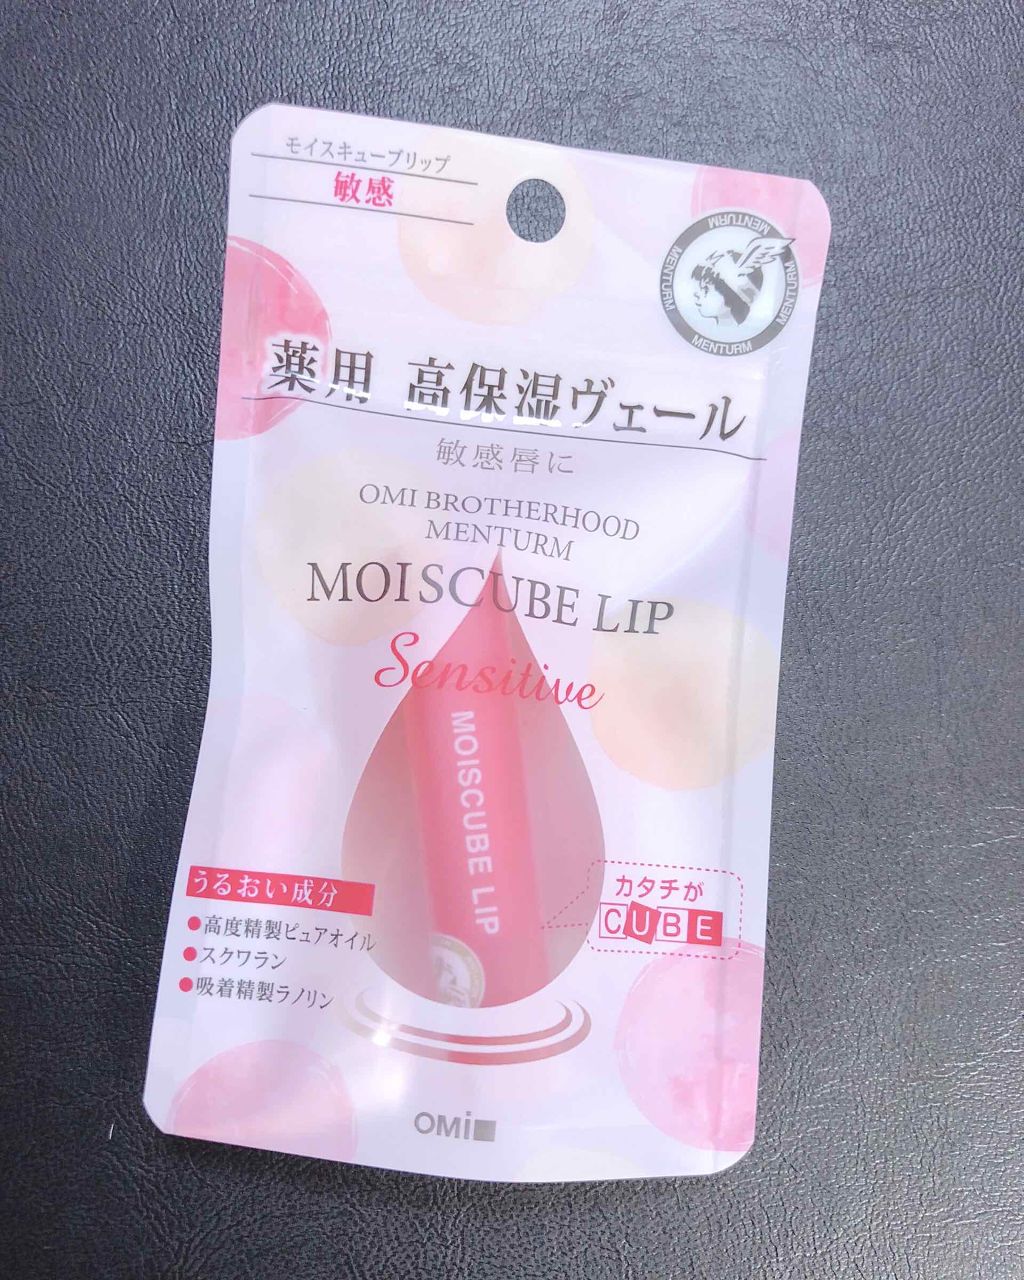 モイスキューブリップ
敏感
MENTURM
MENTURM
MENTURM
MENTURM
薬用 高保湿ヴェール
敏感唇に
OMI BROTHERHOOD
MENTURM
MOISCUBE LIP
Sensitive
MOISCUBE LIP
カタチが
CUBE
うるおい成分
●高度精製ピュアオイル
●スクワラン
●吸着精製ラノリン
OMi